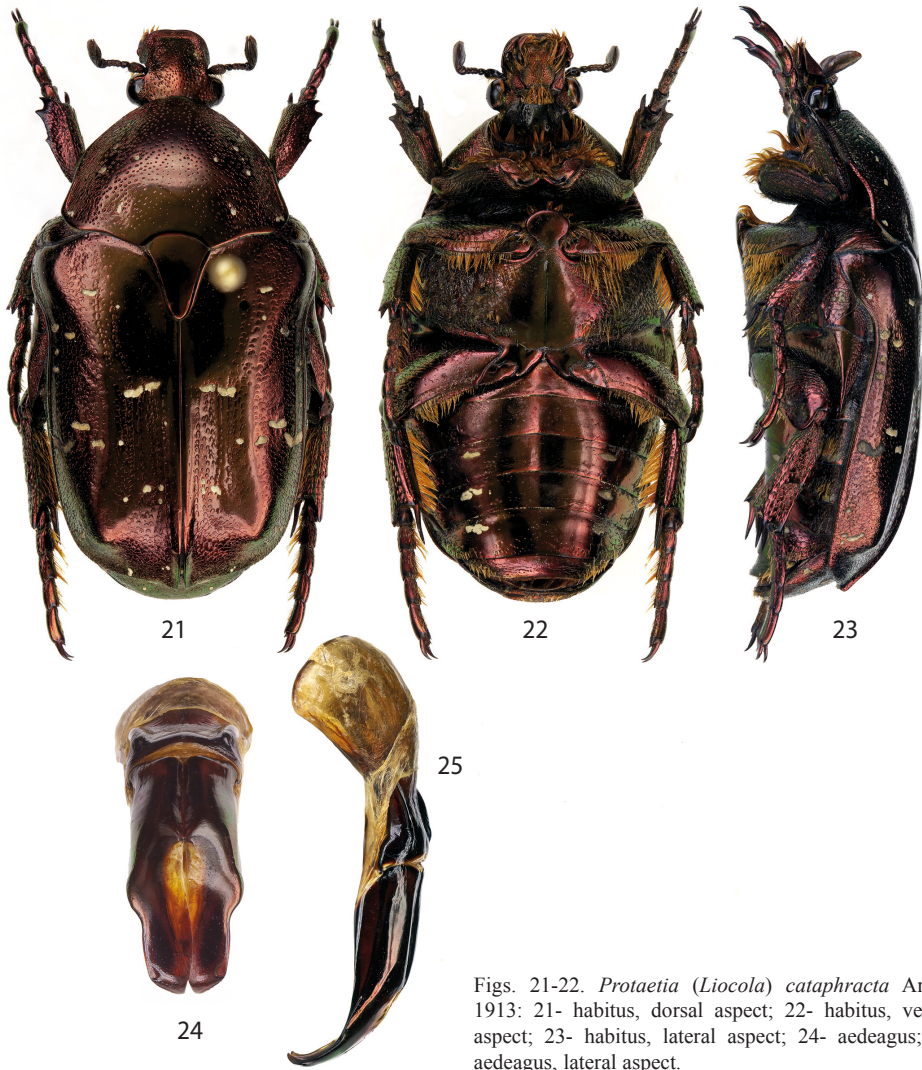 21
22
23
24
25
Figs. 21-22. Protaetia (Liocola) cataphracta
1913: 21- habitus, dorsal aspect; 22- habitus,
aspect; 23- habitus, lateral aspect; 24- aedeagus;
aedeagus, lateral aspect.